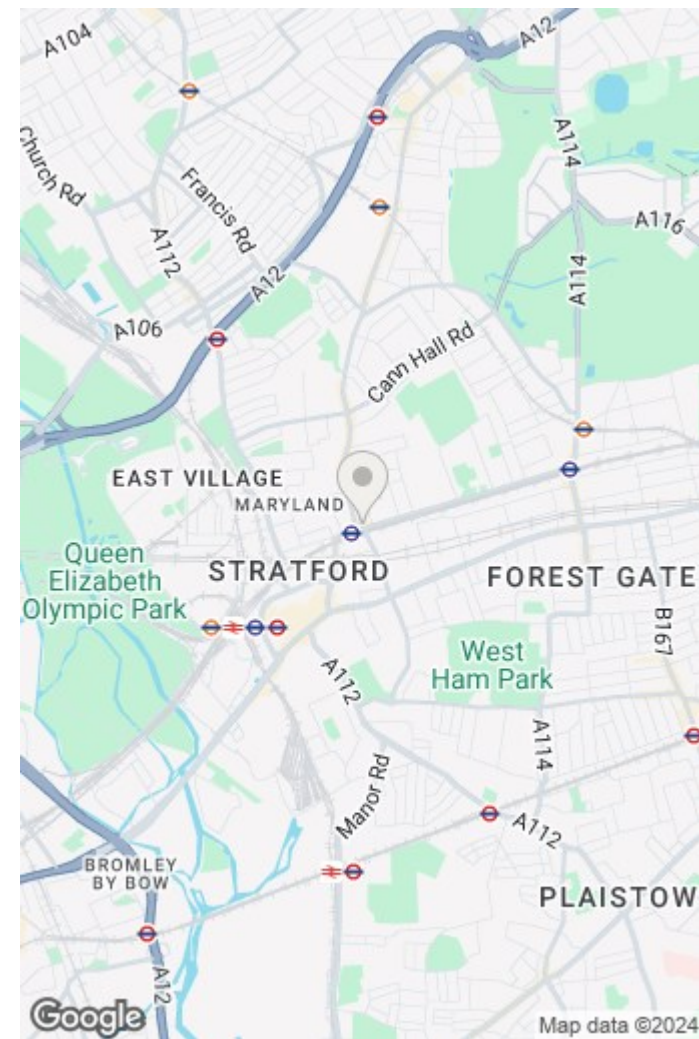 A104
A12
Church Rd
Francis Rd
A114
A116
A112
A12
A114
A106
Cann Hall Rd
EAST VILLAGE
MARYLAND
Queen
Elizabeth
Olympic Park
STRATFORD
FOREST GATE
B167
West
Ham Park
A112
A114
Manor Rd
A112
BROMLEY
BY BOW
PLAISTOW
A12
Google
Map data ©2024